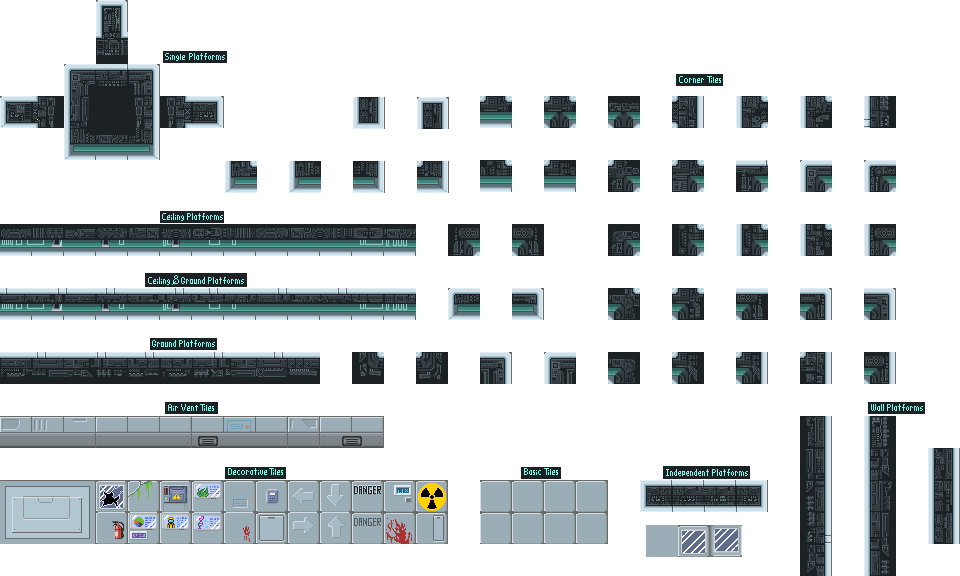 Single Platforms
Corner Tiles
Ceiling Platforms
Ceiling & Ground Platforms
Ground Platforms
Air Vent Tiles
Wall Platforms
Decorative Tiles
Basic Tiles
Independent Platforms
DANGER
DANGER